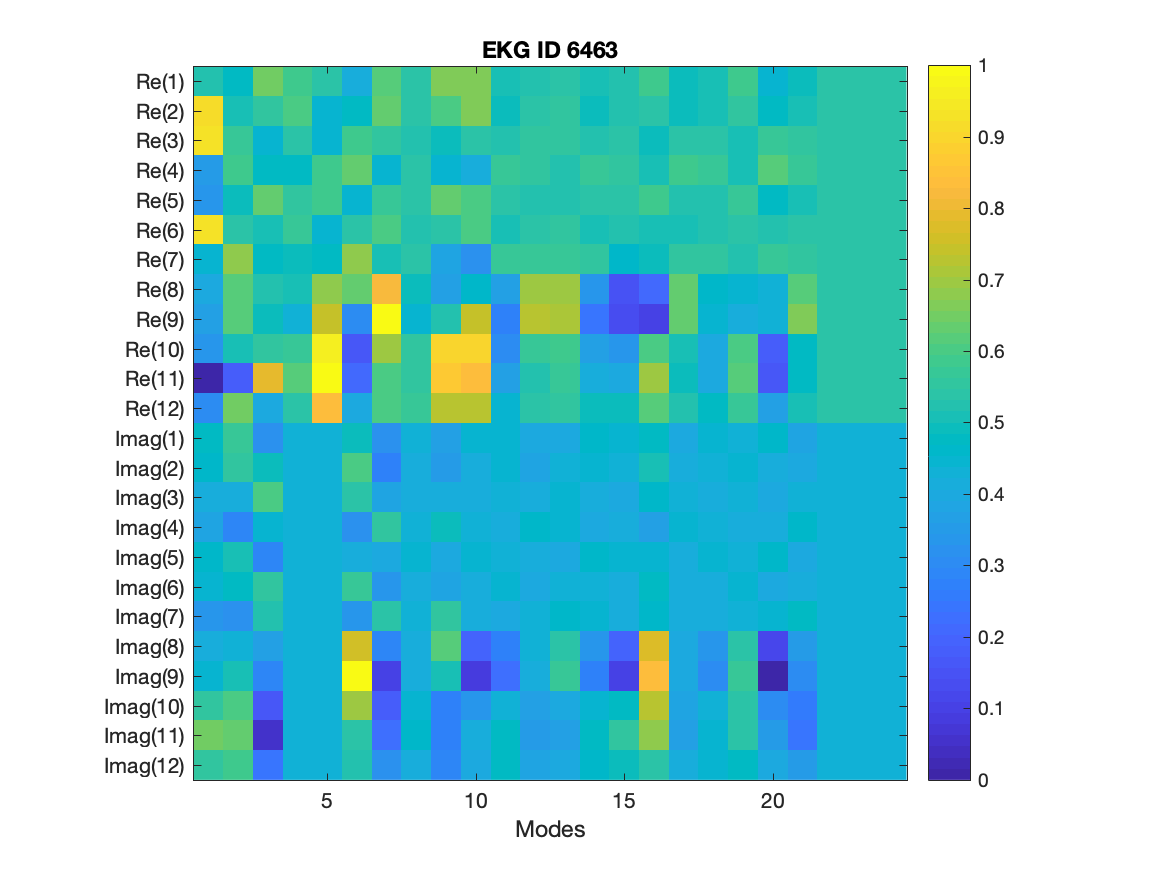 EKG ID 6463
Re(1)
Re(2)
Re(3)
Re(4)
Re(5)
Re(6)
Re(7)
Re(8)
Re(9)
Re(10)
Re(11)
Re(12)
Imag(1)
Imag(2)
Imag(3)
Imag(4)
Imag(5)
Imag(6)
Imag(7)
Imag(8)
Imag(9)
Imag(10)
Imag(11)
Imag(12)
5 10 15 20
Modes
1
0.9
0.8
0.7
0.6
0.5
0.4
0.3
0.2
0.1
0